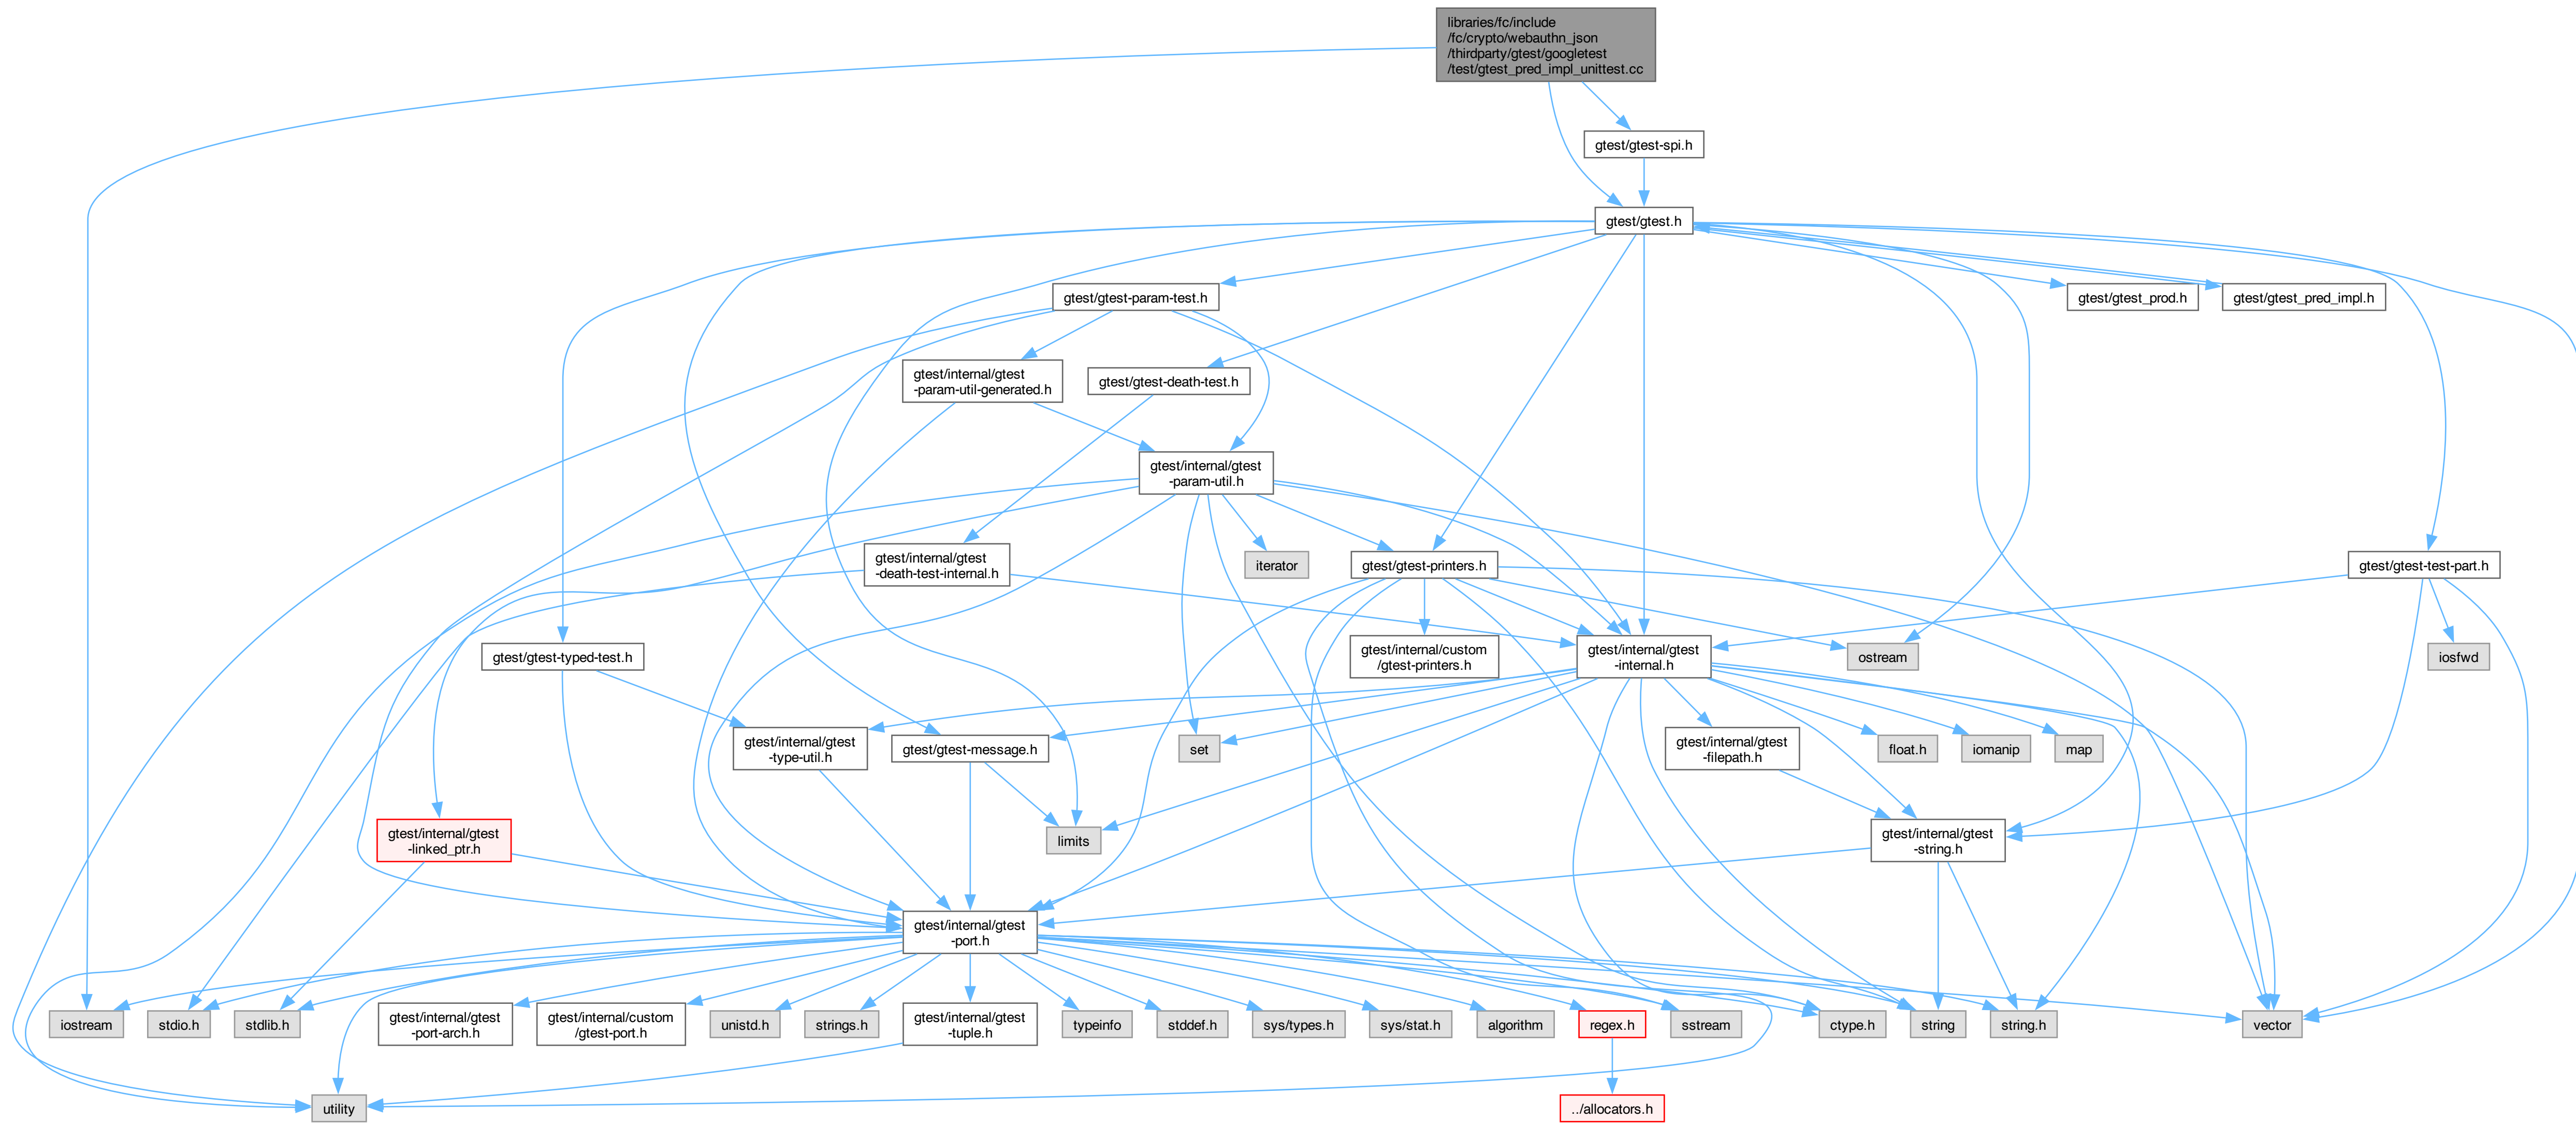 libraries/fc/include
/fc/crypto/webauthn_json
/thirdparty/gtest/googletest
/test/gtest_pred_impl_unittest.cc
gtest/gtest-spi.h
gtest/gtest.h
gtest/gtest-param-test.h
gtest/gtest_prod.h
gtest/gtest_pred_impl.h
gtest/internal/gtest
-param-util-generated.h
gtest/gtest-death-test.h
gtest/internal/gtest
-param-util.h
gtest/internal/gtest
-death-test-internal.h
iterator
gtest/gtest-printers.h
gtest/gtest-test-part.h
gtest/gtest-typed-test.h
gtest/internal/custom
/gtest-printers.h
gtest/internal/gtest
-internal.h
ostream
iosfwd
gtest/internal/gtest
-type-util.h
gtest/gtest-message.h
set
gtest/internal/gtest
-filepath.h
float.h
iomanip
map
gtest/internal/gtest
-linked_ptr.h
limits
gtest/internal/gtest
-string.h
gtest/internal/gtest
-port.h
iostream
stdio.h
stdlib.h
gtest/internal/gtest
-port-arch.h
gtest/internal/custom
/gtest-port.h
unistd.h
strings.h
gtest/internal/gtest
-tuple.h
typeinfo
stddef.h
sys/types.h
sys/stat.h
algorithm
regex.h
sstream
ctype.h
string
string.h
vector
utility
../allocators.h